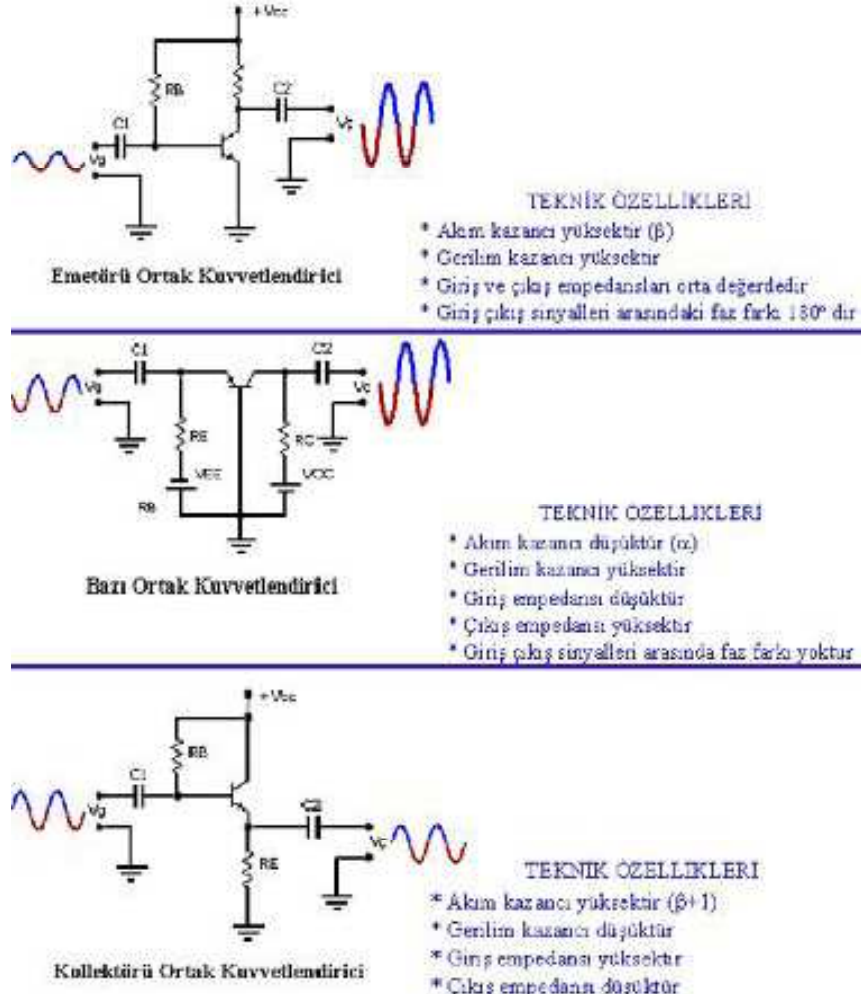 +Vcc
RB
C1
C2
Vg
Vç
TEKNİK ÖZELLİKLERİ
* Akım kazancı yüksektir (β)
* Gerilim kazancı yüksektir
* Giriş ve çıkış empedansları orta değerdedir
* Giriş çıkış sinyalleri arasındaki faz farkı 180° dir
Emetörü Ortak Kuvvetlendirici
C1
C2
Vg
Vç
RE
RC
VEE
VCC
RB
TEKNİK ÖZELLİKLERİ
* Akım kazancı düşüktür (α)
* Gerilim kazancı yüksektir
* Giriş empedansı düşüktür
* Çıkış empedansı yüksektir
* Giriş çıkış sinyalleri arasında faz farkı yoktur
Bazı Ortak Kuvvetlendirici
+Vcc
RB
C1
C2
Vg
Vç
RE
TEKNİK ÖZELLİKLERİ
* Akım kazancı yüksektir (β+1)
* Gerilim kazancı düşüktür
* Giriş empedansı yüksektir
* Çıkış empedansı düşüktür
Kollektörü Ortak Kuvvetlendirici